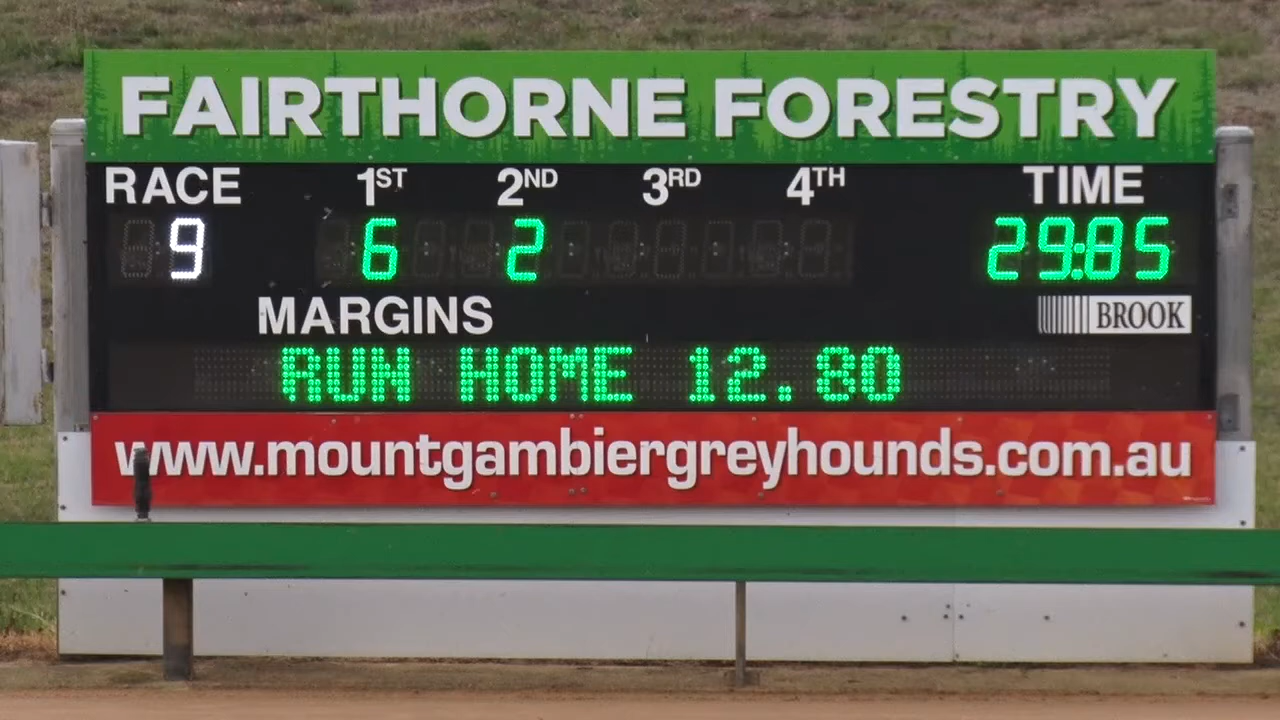 FAIRTHORNE FORESTRY
RACE 1ST 2ND 3RD 4TH TIME
9 6 2 29:85
MARGINS
BROOK
RUN HOME 12.80
www.mountgambiergreyhounds.com.au